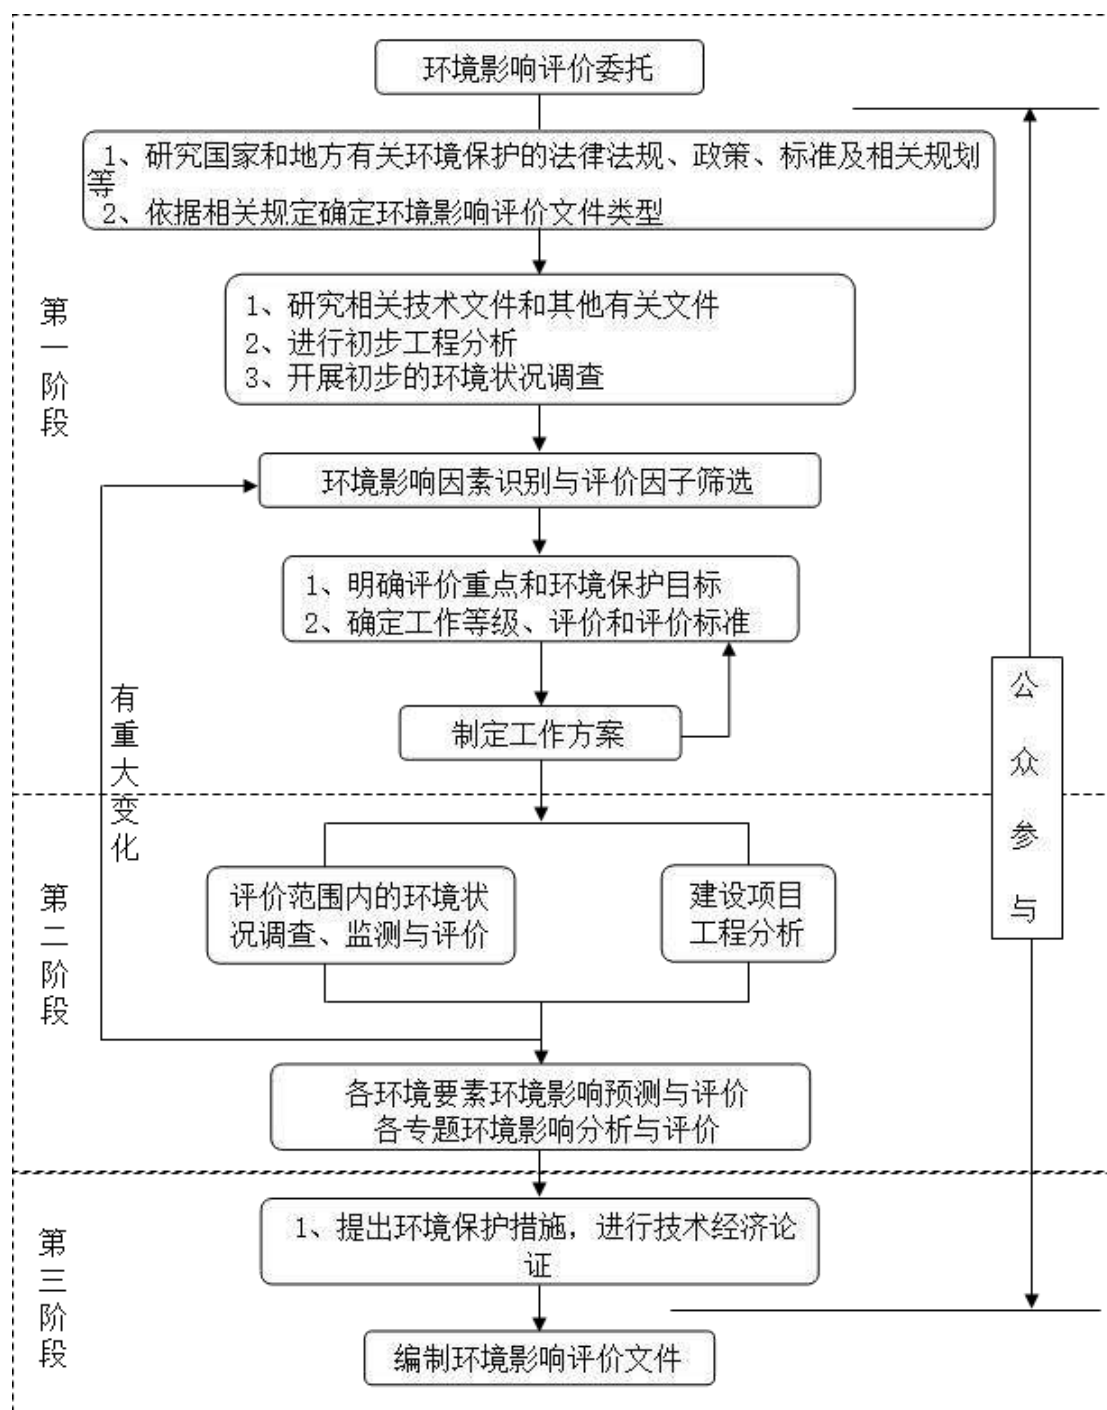 环境影响评价委托
1、研究国家和地方有关环境保护的法律法规、政策、标准及相关规划
等
2、依据相关规定确定环境影响评价文件类型
第一阶段
1、研究相关技术文件和其他有关文件
2、进行初步工程分析
3、开展初步的环境状况调查
环境影响因素识别与评价因子筛选
1、明确评价重点和环境保护目标
2、确定工作等级、评价和评价标准
有重大变化
制定工作方案
公众参与
第二阶段
评价范围内的环境状
况调查、监测与评价
建设项目
工程分析
各环境要素环境影响预测与评价
各专题环境影响分析与评价
第三阶段
1、提出环境保护措施，进行技术经济论
证
编制环境影响评价文件